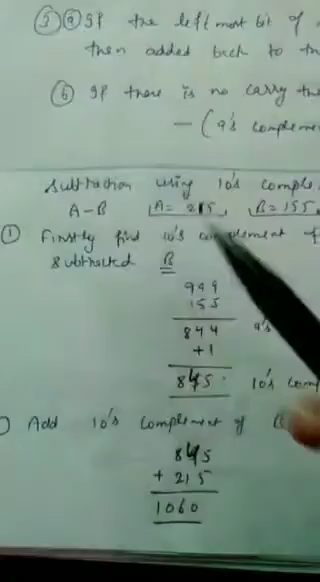 ③ ⓐ If the left most bit of
then added back to th
ⓑ If there is no carry the
— (9's compleme
Subtraction using 10's comple
A-B A = 215, B = 155
① Firstly find 10's complement of
subtracted B
999
155
844 9's
+1
845 10's com
Add 10's complement of B
845
+ 215
1060